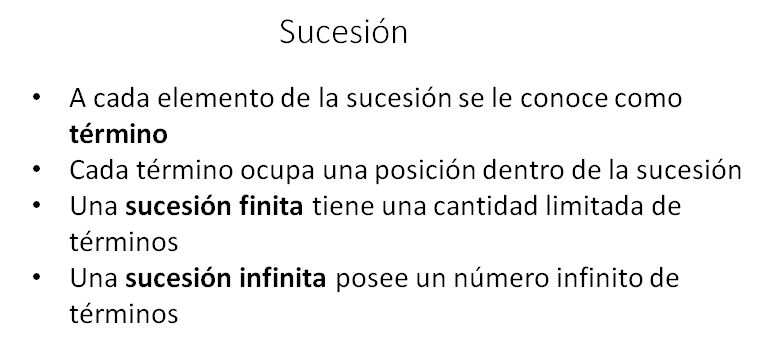 Sucesión
• A cada elemento de la sucesión se le conoce como
término
• Cada término ocupa una posición dentro de la sucesión
• Una sucesión finita tiene una cantidad limitada de
términos
• Una sucesión infinita posee un número infinito de
términos